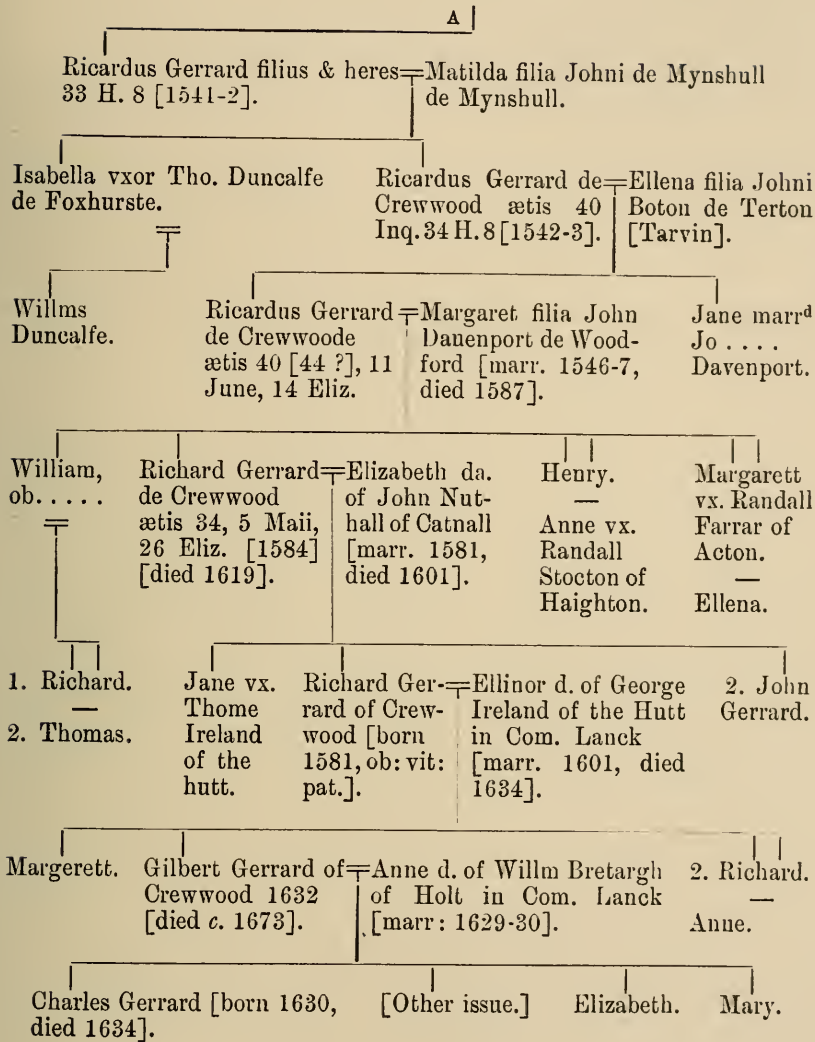 A
Ricardus Gerrard filius & heres
33 H. 8 [1541-2].
Matilda filia Johni de Mynshull
de Mynshull.
Isabella vxor Tho. Duncalfe
de Foxhurste.
Ricardus Gerrard de
Crewwood ætis 40
Inq. 34 H. 8 [1542-3].
Ellena filia Johni
Boton de Terton
[Tarvin].
Willms
Duncalfe.
Ricardus Gerrard
de Crewwoode
ætis 40 [44 ?], 11
June, 14 Eliz.
Margaret filia John
Dauenport de Wood-
ford [marr. 1546-7,
died 1587].
Jane marrᵈ
Jo . . . .
Davenport.
William,
ob. . . . .
Richard Gerrard
de Crewwood
ætis 34, 5 Maii,
26 Eliz. [1584]
[died 1619].
Elizabeth da.
of John Nut-
hall of Catnall
[marr. 1581,
died 1601].
Henry.
—
Anne vx.
Randall
Stocton of
Haighton.
Margarett
vx. Randall
Farrar of
Acton.
—
Ellena.
1. Richard.
—
2. Thomas.
Jane vx.
Thome
Ireland
of the
hutt.
Richard Ger-
rard of Crew-
wood [born
1581, ob: vit:
pat.].
Ellinor d. of George
Ireland of the Hutt
in Com. Lanck
[marr. 1601, died
1634].
2. John
Gerrard.
Margerett.
Gilbert Gerrard of
Crewwood 1632
[died c. 1673].
Anne d. of Willm Bretargh
of Holt in Com. Lanck
[marr: 1629-30].
2. Richard.
—
Anne.
Charles Gerrard [born 1630,
died 1634].
[Other issue.]
Elizabeth.
Mary.